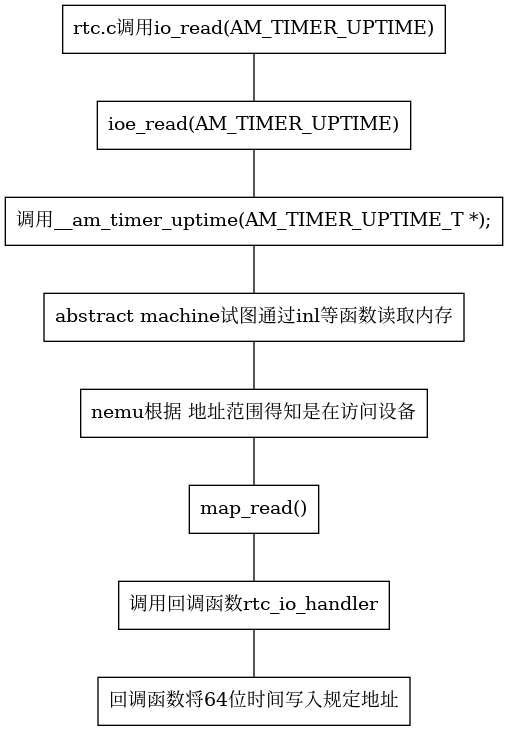 rtc.c调用io_read(AM_TIMER_UPTIME)
ioe_read(AM_TIMER_UPTIME)
调用__am_timer_uptime(AM_TIMER_UPTIME_T *);
abstract machine试图通过inl等函数读取内存
nemu根据 地址范围得知是在访问设备
map_read()
调用回调函数rtc_io_handler
回调函数将64位时间写入规定地址